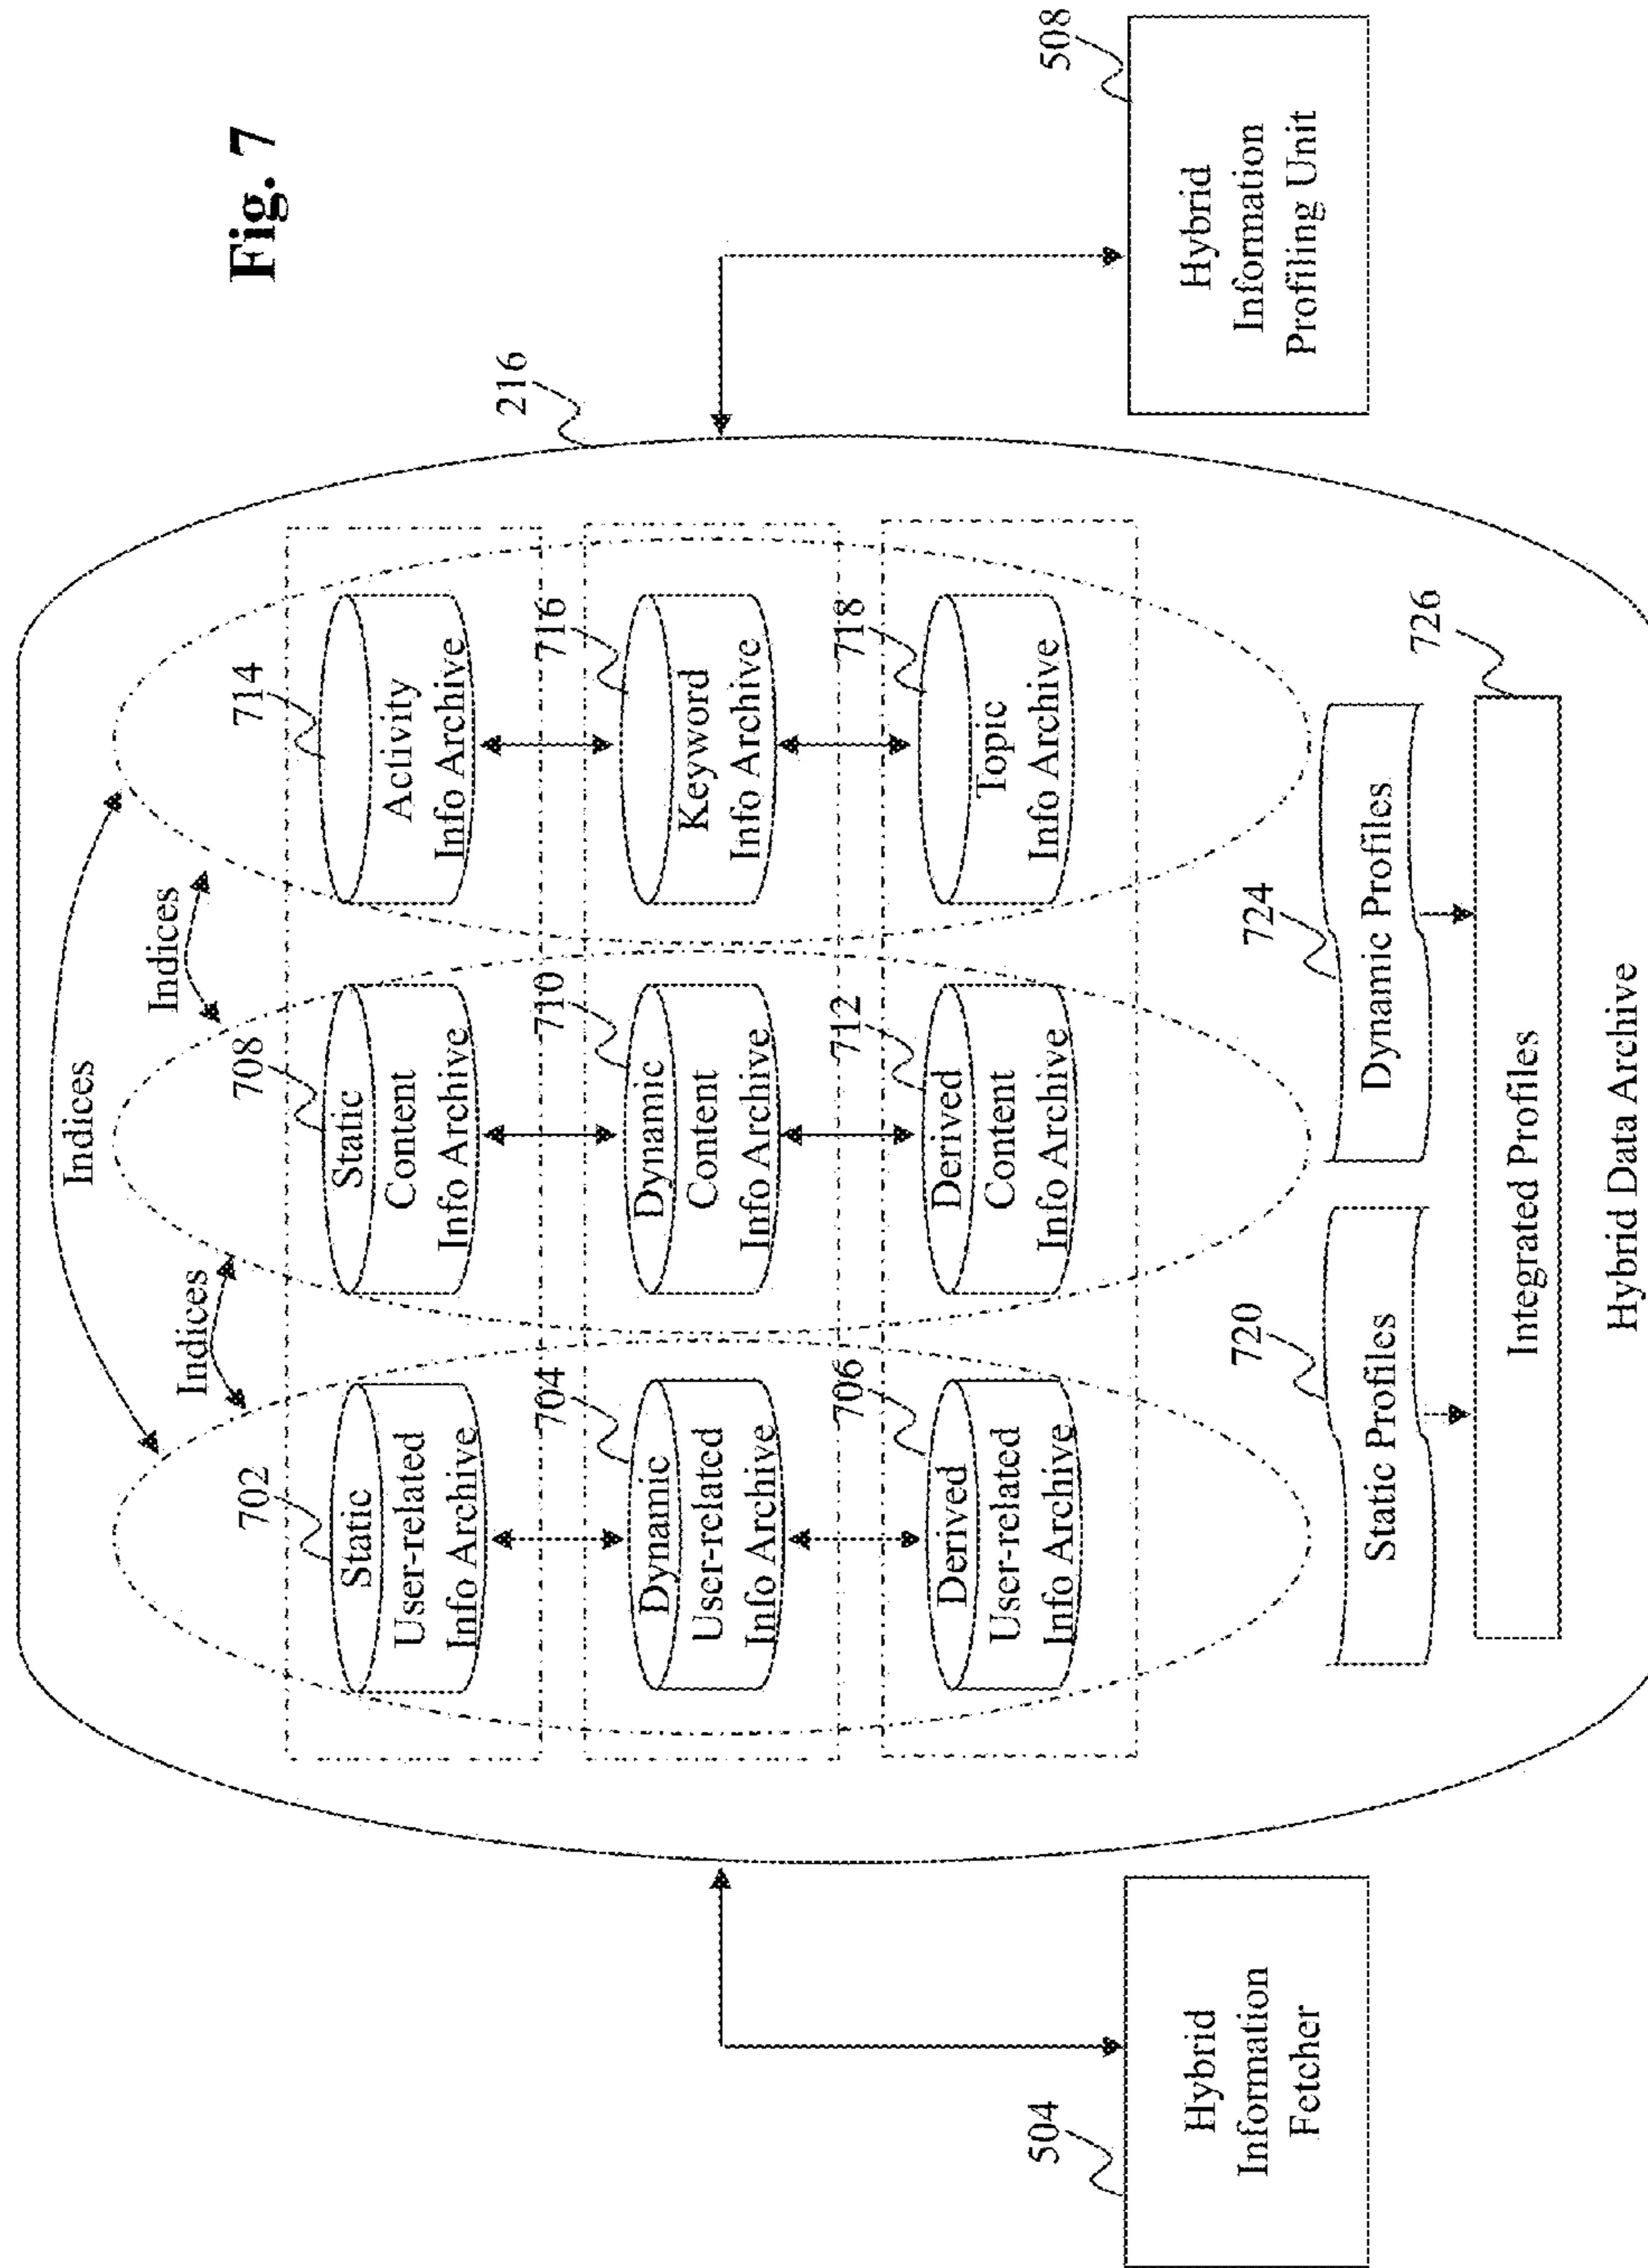 Fig. 7
216
Indices
Indices
Indices
702
Static
User-related
Info Archive
708
Static
Content
Info Archive
714
Activity
Info Archive
704
Dynamic
User-related
Info Archive
710
Dynamic
Content
Info Archive
716
Keyword
Info Archive
706
Derived
User-related
Info Archive
712
Derived
Content
Info Archive
718
Topic
Info Archive
504
Hybrid
Information
Fetcher
508
Hybrid
Information
Profiling Unit
720
Static Profiles
724
Dynamic Profiles
726
Integrated Profiles
Hybrid Data Archive